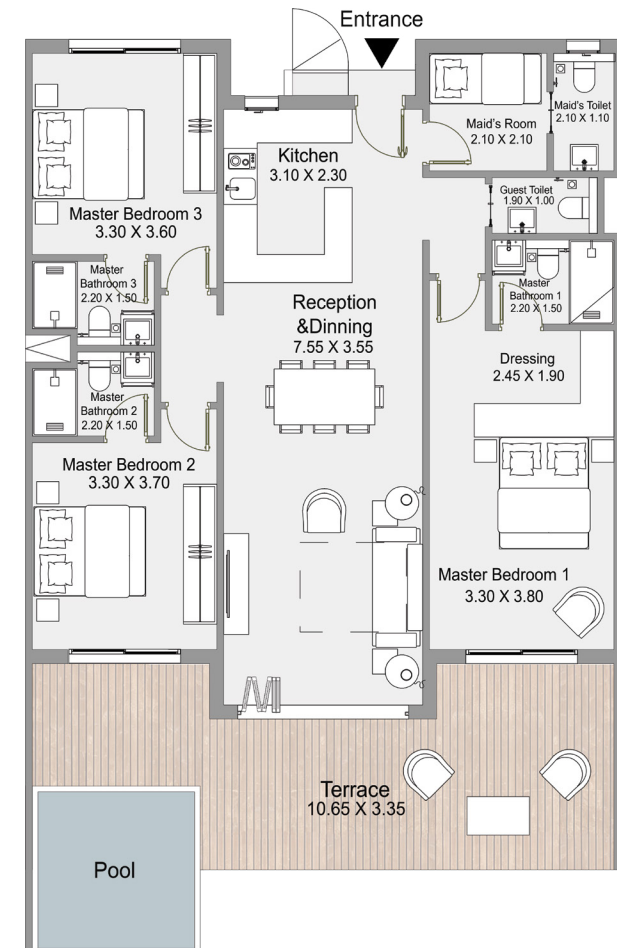 Entrance
Maid's Toilet
2.10 X 1.10
Maid's Room
2.10 X 2.10
Kitchen
3.10 X 2.30
Guest Toilet
1.90 X 1.00
Master Bedroom 3
3.30 X 3.60
Master
Bathroom 3
2.20 X 1.50
Master
Bathroom 1
2.20 X 1.50
Reception
&Dinning
7.55 X 3.55
Dressing
2.45 X 1.90
Master
Bathroom 2
2.20 X 1.50
Master Bedroom 2
3.30 X 3.70
Master Bedroom 1
3.30 X 3.80
Terrace
10.65 X 3.35
Pool